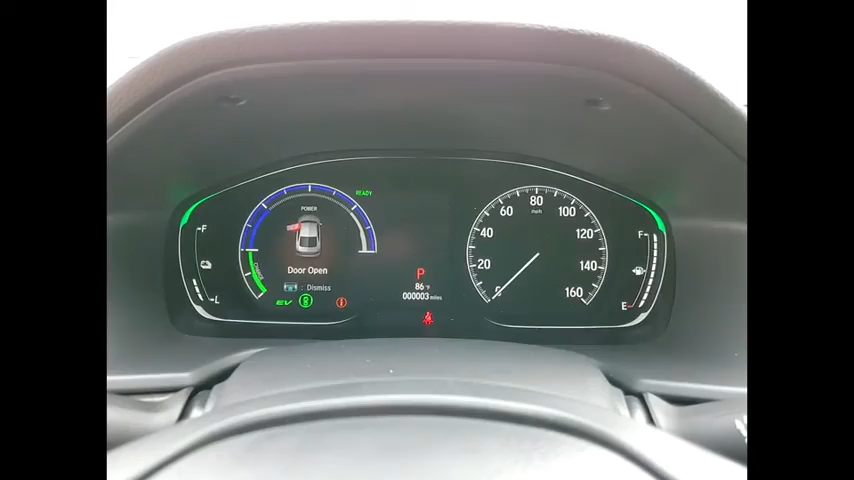 READY
POWER
CHARGE
F
L
Door Open
: Dismiss
EV
P
86 °F
000003 miles
0
20
40
60
80
100
120
140
160
mph
F
E